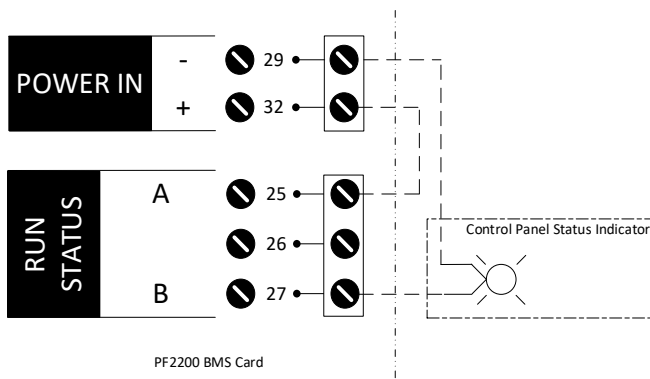 POWER IN
-
29
+
32
RUN
STATUS
A
25
26
B
27
Control Panel Status Indicator
PF2200 BMS Card